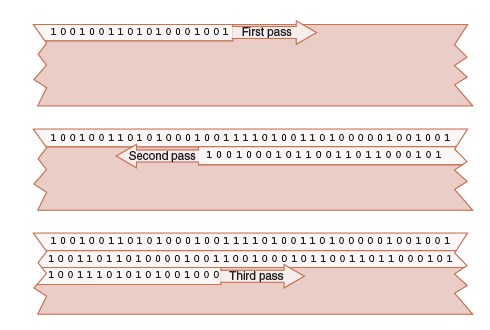 1 0 0 1 0 0 1 1 0 1 0 1 0 0 0 1 0 0 1 First pass
1 0 0 1 0 0 1 1 0 1 0 1 0 0 0 1 0 0 1 1 1 1 0 1 0 0 1 1 0 1 0 0 0 0 0 1 0 0 1 0 0 1
Second pass 1 0 0 1 0 0 0 1 0 1 1 0 0 1 1 0 1 1 0 0 0 1 0 1
1 0 0 1 0 0 1 1 0 1 0 1 0 0 0 1 0 0 1 1 1 1 0 1 0 0 1 1 0 1 0 0 0 0 0 1 0 0 1 0 0 1
1 0 0 1 1 0 1 1 0 1 0 0 0 0 1 0 0 1 1 0 0 1 0 0 0 1 0 1 1 0 0 1 1 0 1 1 0 0 0 1 0 1
1 0 0 1 1 1 0 1 0 1 0 1 0 0 1 0 0 0 Third pass